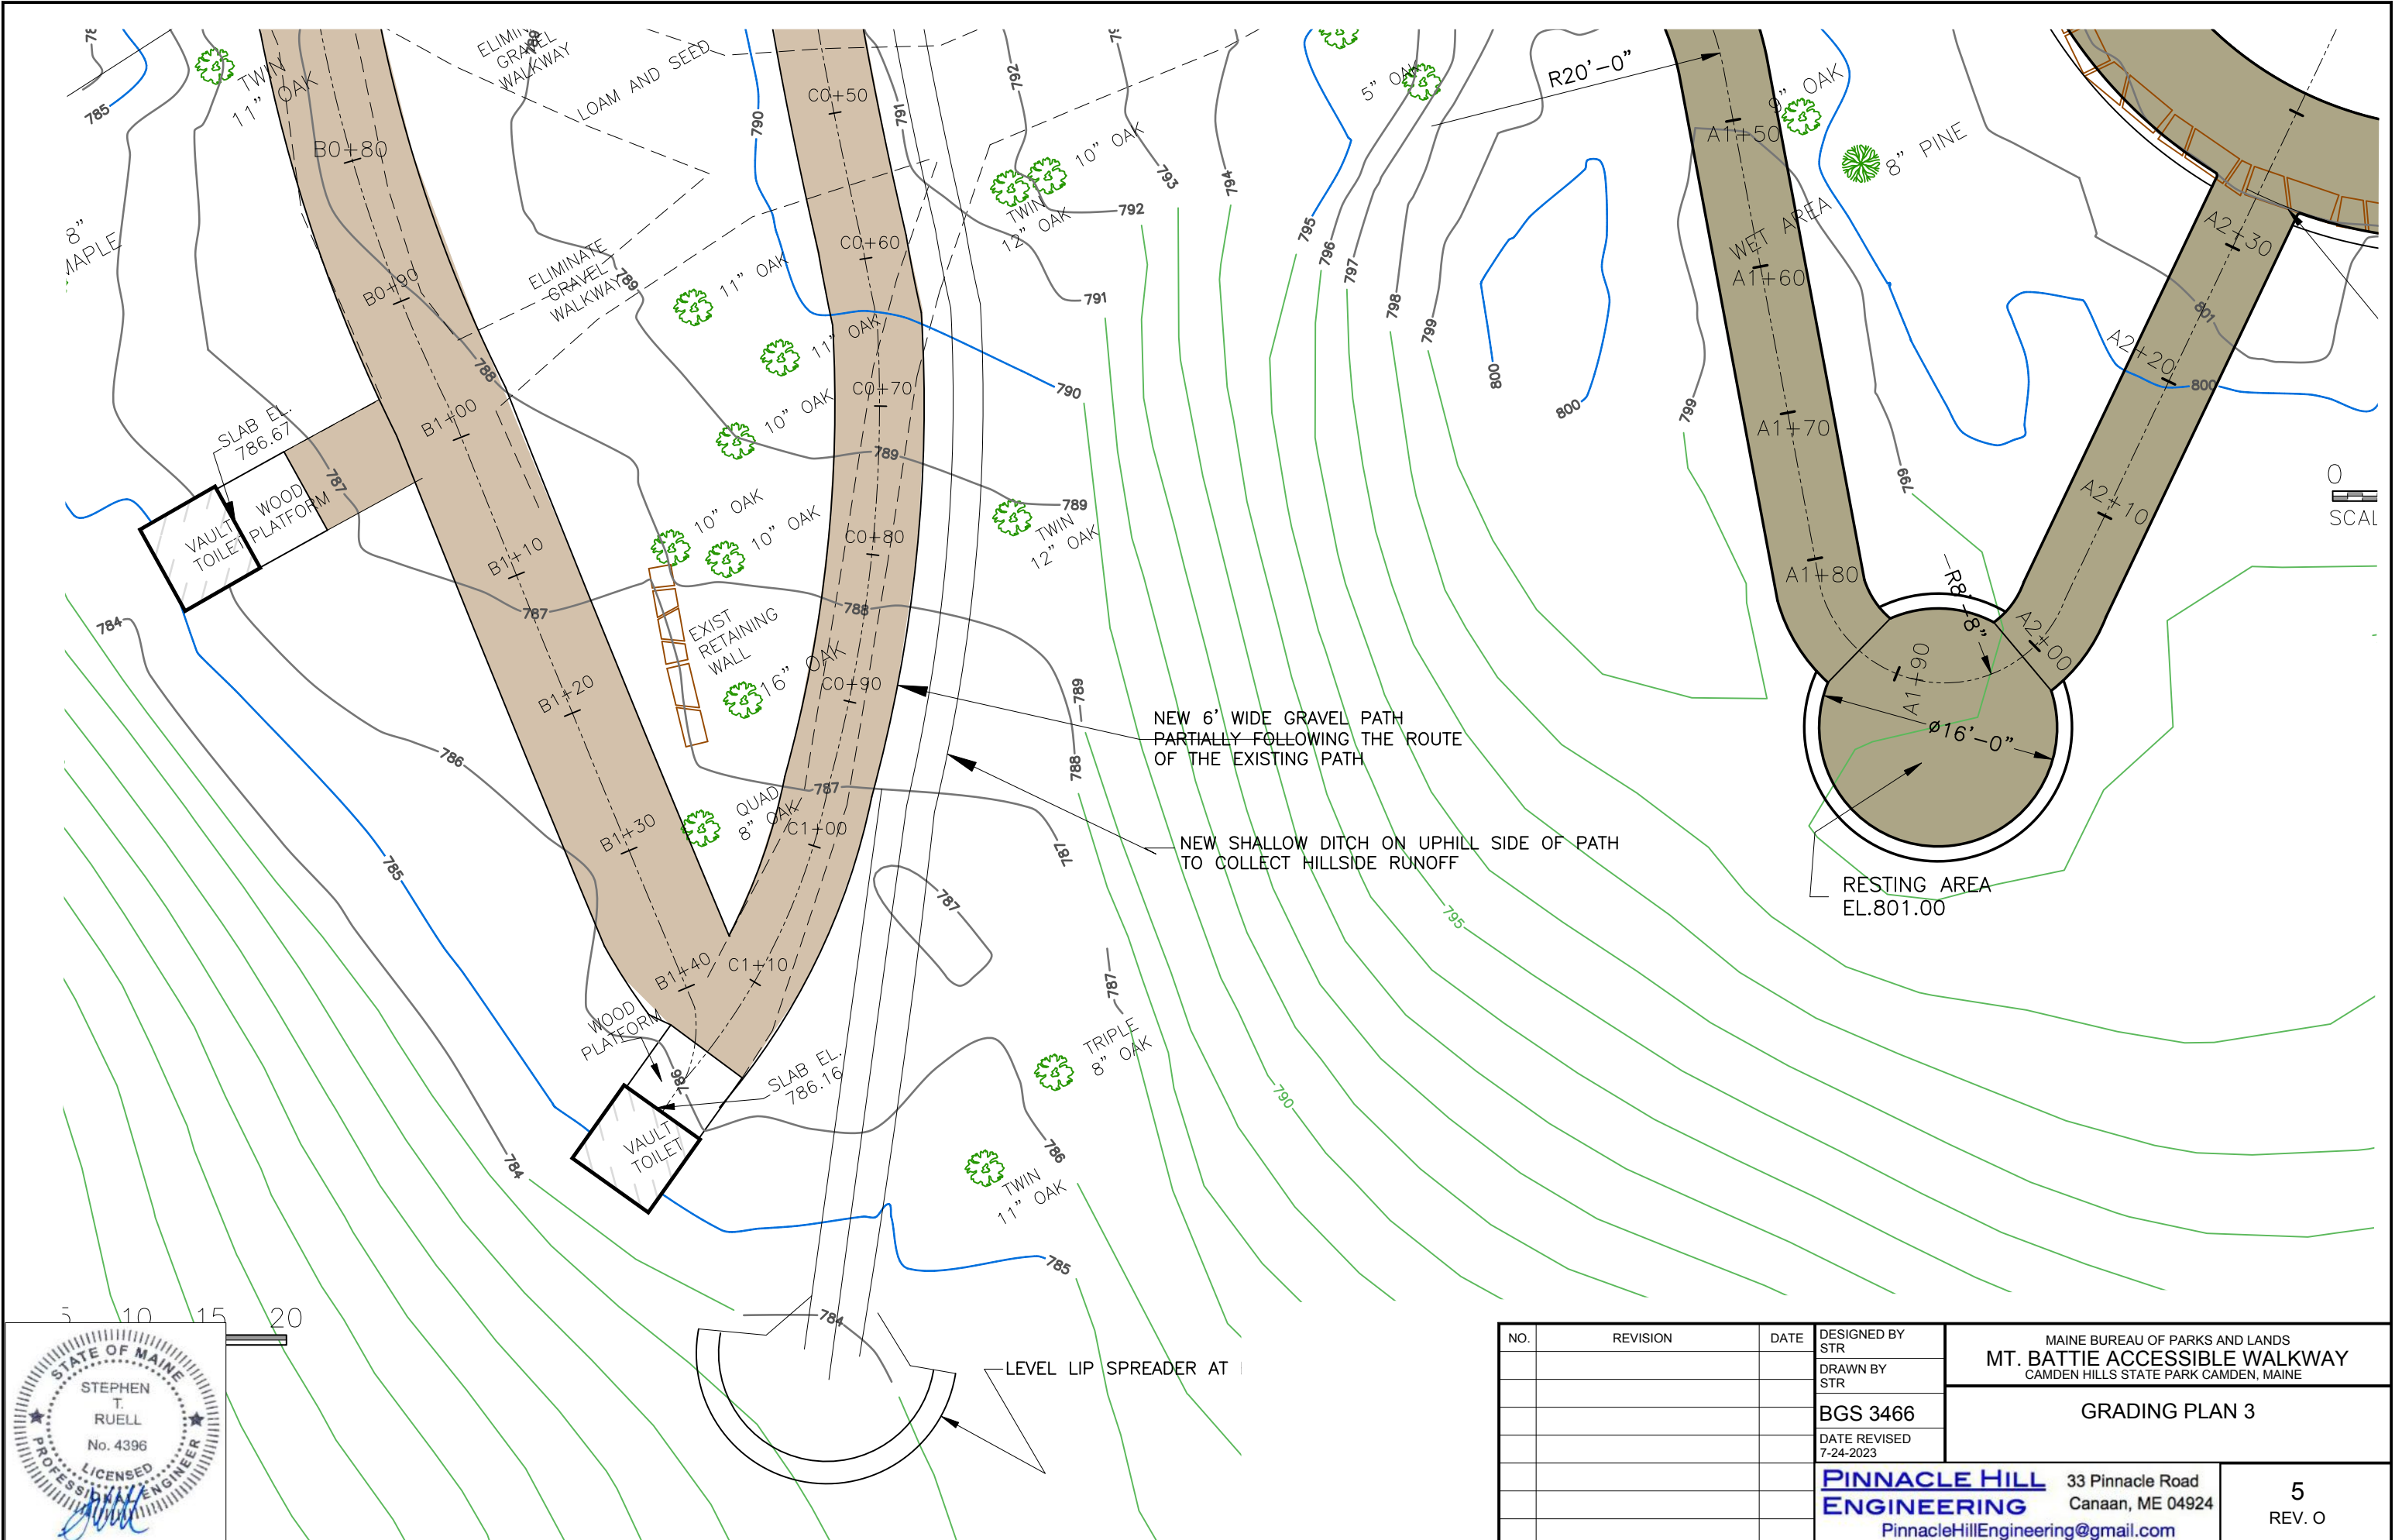 785
TWIN
11" OAK
B0+80
ELIMIN
GRAVEL
WALKWAY
789
LOAM AND SEED
790
C0+50
791
792
793
794
10" OAK
TWIN
12" OAK
792
791
5" OAK
R20'-0"
A1+50
9" OAK
8" PINE
WET AREA
A1+60
A2+30
801
A2+20
800
8"
MAPLE
B0+90
ELIMINATE
GRAVEL
WALKWAY
789
11" OAK
C0+60
11" OAK
795
796
797
798
799
800
800
799
788
C0+70
790
10" OAK
789
A1+70
799
A2+10
0
SCAL
SLAB EL.
786.67
B1+00
787
WOOD
PLATFORM
VAULT
TOILET
10" OAK
10" OAK
C0+80
789
TWIN
12" OAK
B1+10
787
788
A1+80
R8'-8"
A2+00
A1+90
784
EXIST
RETAINING
WALL
16" OAK
C0+90
B1+20
789
NEW 6' WIDE GRAVEL PATH
PARTIALLY FOLLOWING THE ROUTE
OF THE EXISTING PATH
ø16'-0"
786
788
787
QUAD
8" OAK
C1+00
B1+30
787
NEW SHALLOW DITCH ON UPHILL SIDE OF PATH
TO COLLECT HILLSIDE RUNOFF
785
787
RESTING AREA
EL.801.00
795
B1+40
C1+10
787
WOOD
PLATFORM
786
SLAB EL.
786.16
TRIPLE
8" OAK
790
VAULT
TOILET
784
786
TWIN
11" OAK
785
784
LEVEL LIP SPREADER AT
10 15 20
STATE OF MAINE
STEPHEN
T.
RUELL
No. 4396
LICENSED
PROFESSIONAL ENGINEER
NO. REVISION DATE
DESIGNED BY
STR
DRAWN BY
STR
BGS 3466
DATE REVISED
7-24-2023
MAINE BUREAU OF PARKS AND LANDS
MT. BATTIE ACCESSIBLE WALKWAY
CAMDEN HILLS STATE PARK CAMDEN, MAINE
GRADING PLAN 3
PINNACLE HILL
ENGINEERING
33 Pinnacle Road
Canaan, ME 04924
PinnacleHillEngineering@gmail.com
5
REV. O